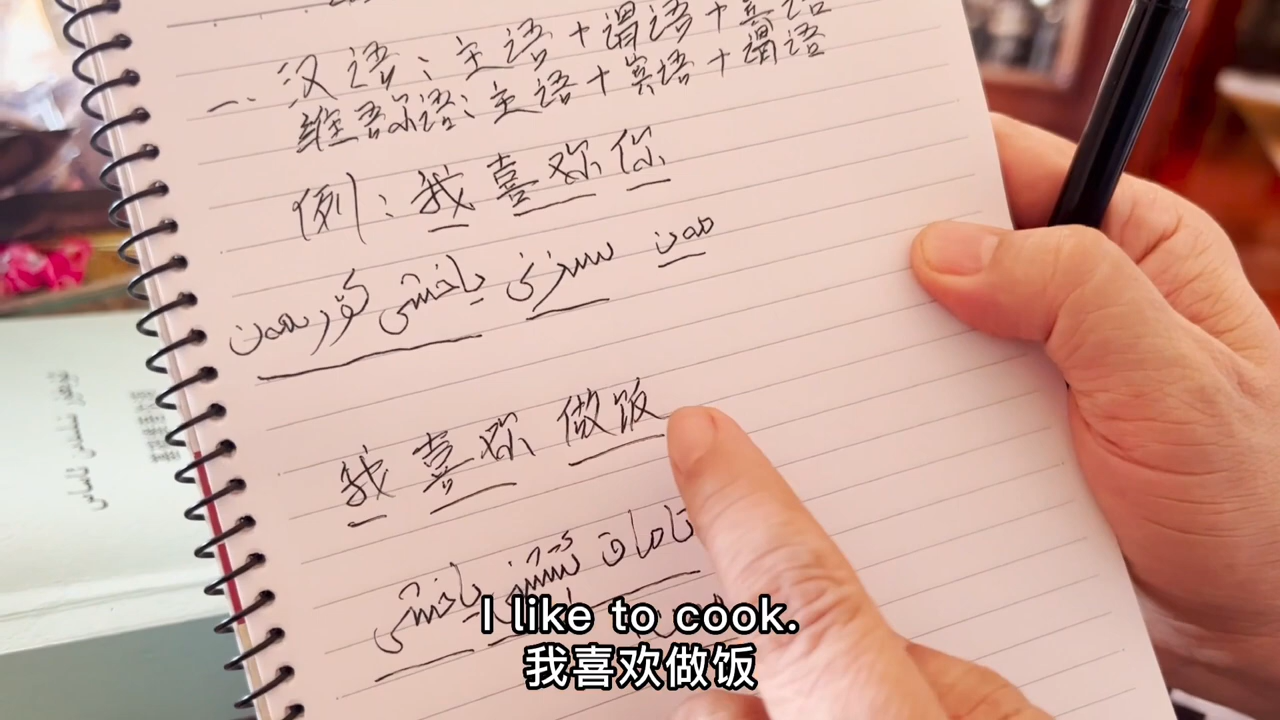 一、汉语：主语+谓语+宾语
維吾尔语：主语+宾语+谓语
例：我喜欢你
مەن سىزنى ياخشى كۆرىمەن
我喜欢做饭
تاماق ئېتىشنى ياخشى
I like to cook.
我喜欢做饭